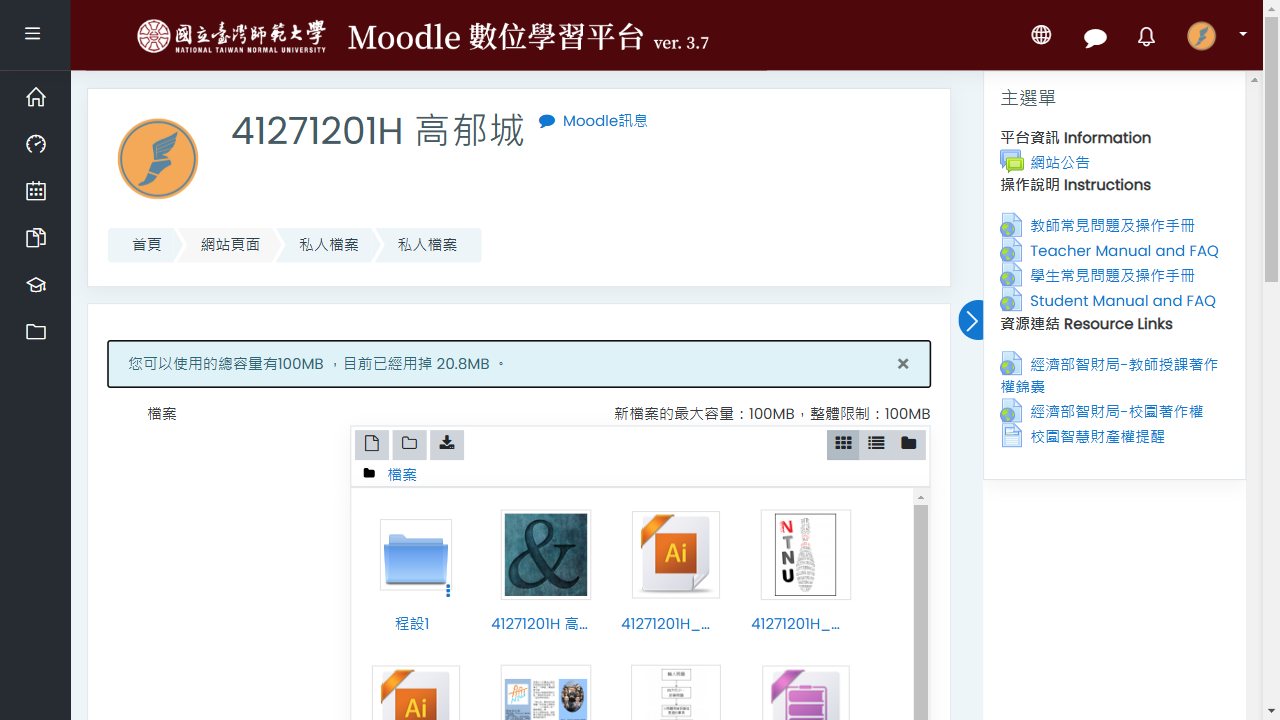 國立臺灣師範大學
NATIONAL TAIWAN NORMAL UNIVERSITY
Moodle 數位學習平台 ver. 3.7
41271201H 高郁城
Moodle訊息
首頁
網站頁面
私人檔案
私人檔案
您可以使用的總容量有100MB ，目前已經用掉 20.8MB 。
×
檔案
新檔案的最大容量：100MB，整體限制：100MB
檔案
Ai
NTNU
程設1
41271201H 高...
41271201H_...
41271201H_...
Ai
主選單
平台資訊 Information
網站公告
操作說明 Instructions
教師常見問題及操作手冊
Teacher Manual and FAQ
學生常見問題及操作手冊
Student Manual and FAQ
資源連結 Resource Links
經濟部智財局-教師授課著作
權錦囊
經濟部智財局-校園著作權
校園智慧財產權提醒